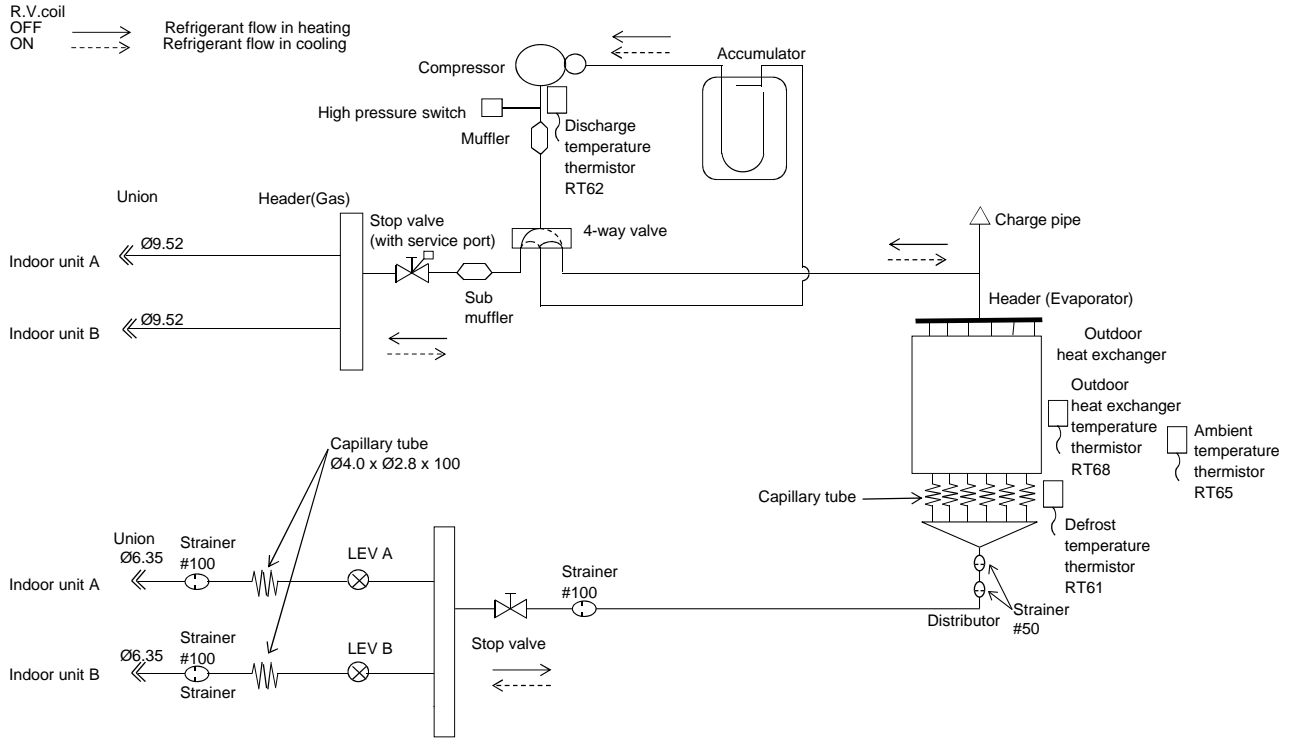 R.V.coil
OFF
Refrigerant flow in heating
ON
Refrigerant flow in cooling
Compressor
Accumulator
High pressure switch
Muffler
Discharge
temperature
thermistor
RT62
Union
Header(Gas)
Stop valve
(with service port)
4-way valve
Charge pipe
Indoor unit A
Ø9.52
Indoor unit B
Ø9.52
Sub
muffler
Header (Evaporator)
Outdoor
heat exchanger
Outdoor
heat exchanger
temperature
thermistor
RT68
Ambient
temperature
thermistor
RT65
Capillary tube
Ø4.0 x Ø2.8 x 100
Capillary tube
Defrost
temperature
thermistor
RT61
Union
Ø6.35
Strainer
#100
LEV A
Indoor unit A
Strainer
#100
Distributor
Strainer
#50
Stop valve
Strainer
#100
LEV B
Ø6.35
Indoor unit B
Strainer